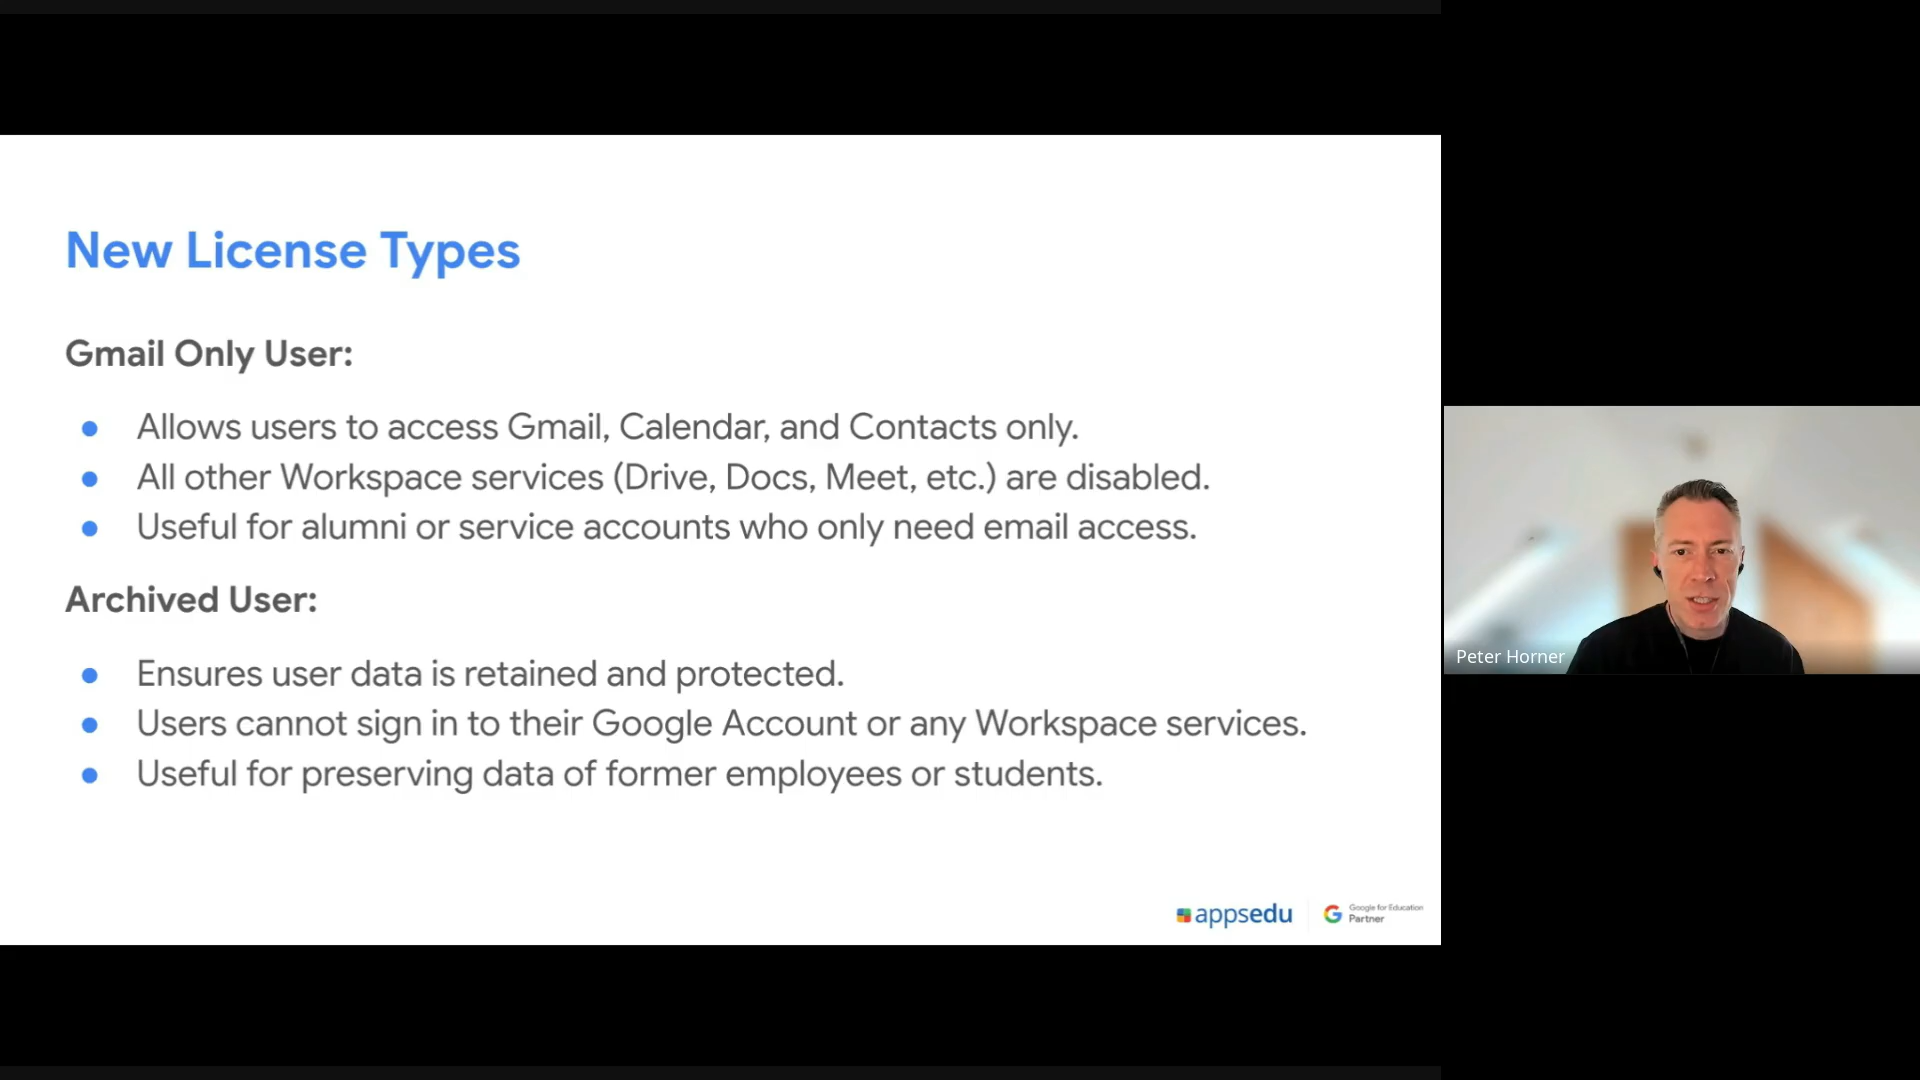 New License Types
Gmail Only User:
● Allows users to access Gmail, Calendar, and Contacts only.
● All other Workspace services (Drive, Docs, Meet, etc.) are disabled.
● Useful for alumni or service accounts who only need email access.
Archived User:
● Ensures user data is retained and protected.
● Users cannot sign in to their Google Account or any Workspace services.
● Useful for preserving data of former employees or students.
appsedu
Google for Education
Partner
Peter Horner